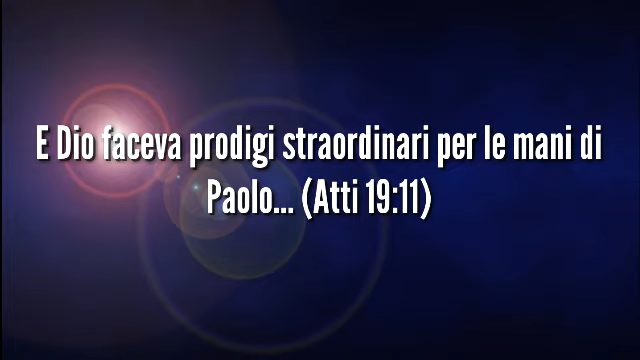 E Dio faceva prodigi straordinari per le mani di
Paolo... (Atti 19:11)